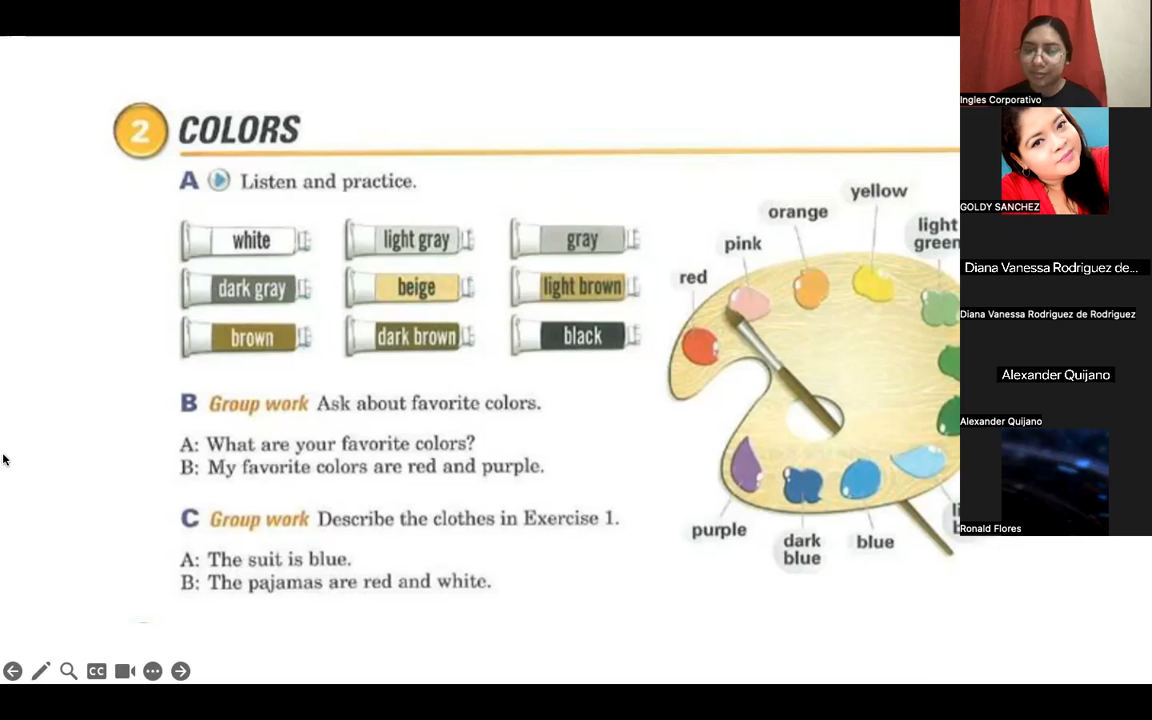 2 COLORS
A Listen and practice.
white
light gray
gray
dark gray
beige
light brown
brown
dark brown
black
red
pink
orange
yellow
light
green
purple
dark
blue
blue
B Group work Ask about favorite colors.
A: What are your favorite colors?
B: My favorite colors are red and purple.
C Group work Describe the clothes in Exercise 1.
A: The suit is blue.
B: The pajamas are red and white.
CC
Ingles Corporativo
GOLDY SANCHEZ
Diana Vanessa Rodriguez de...
Diana Vanessa Rodriguez de Rodriguez
Alexander Quijano
Alexander Quijano
Ronald Flores